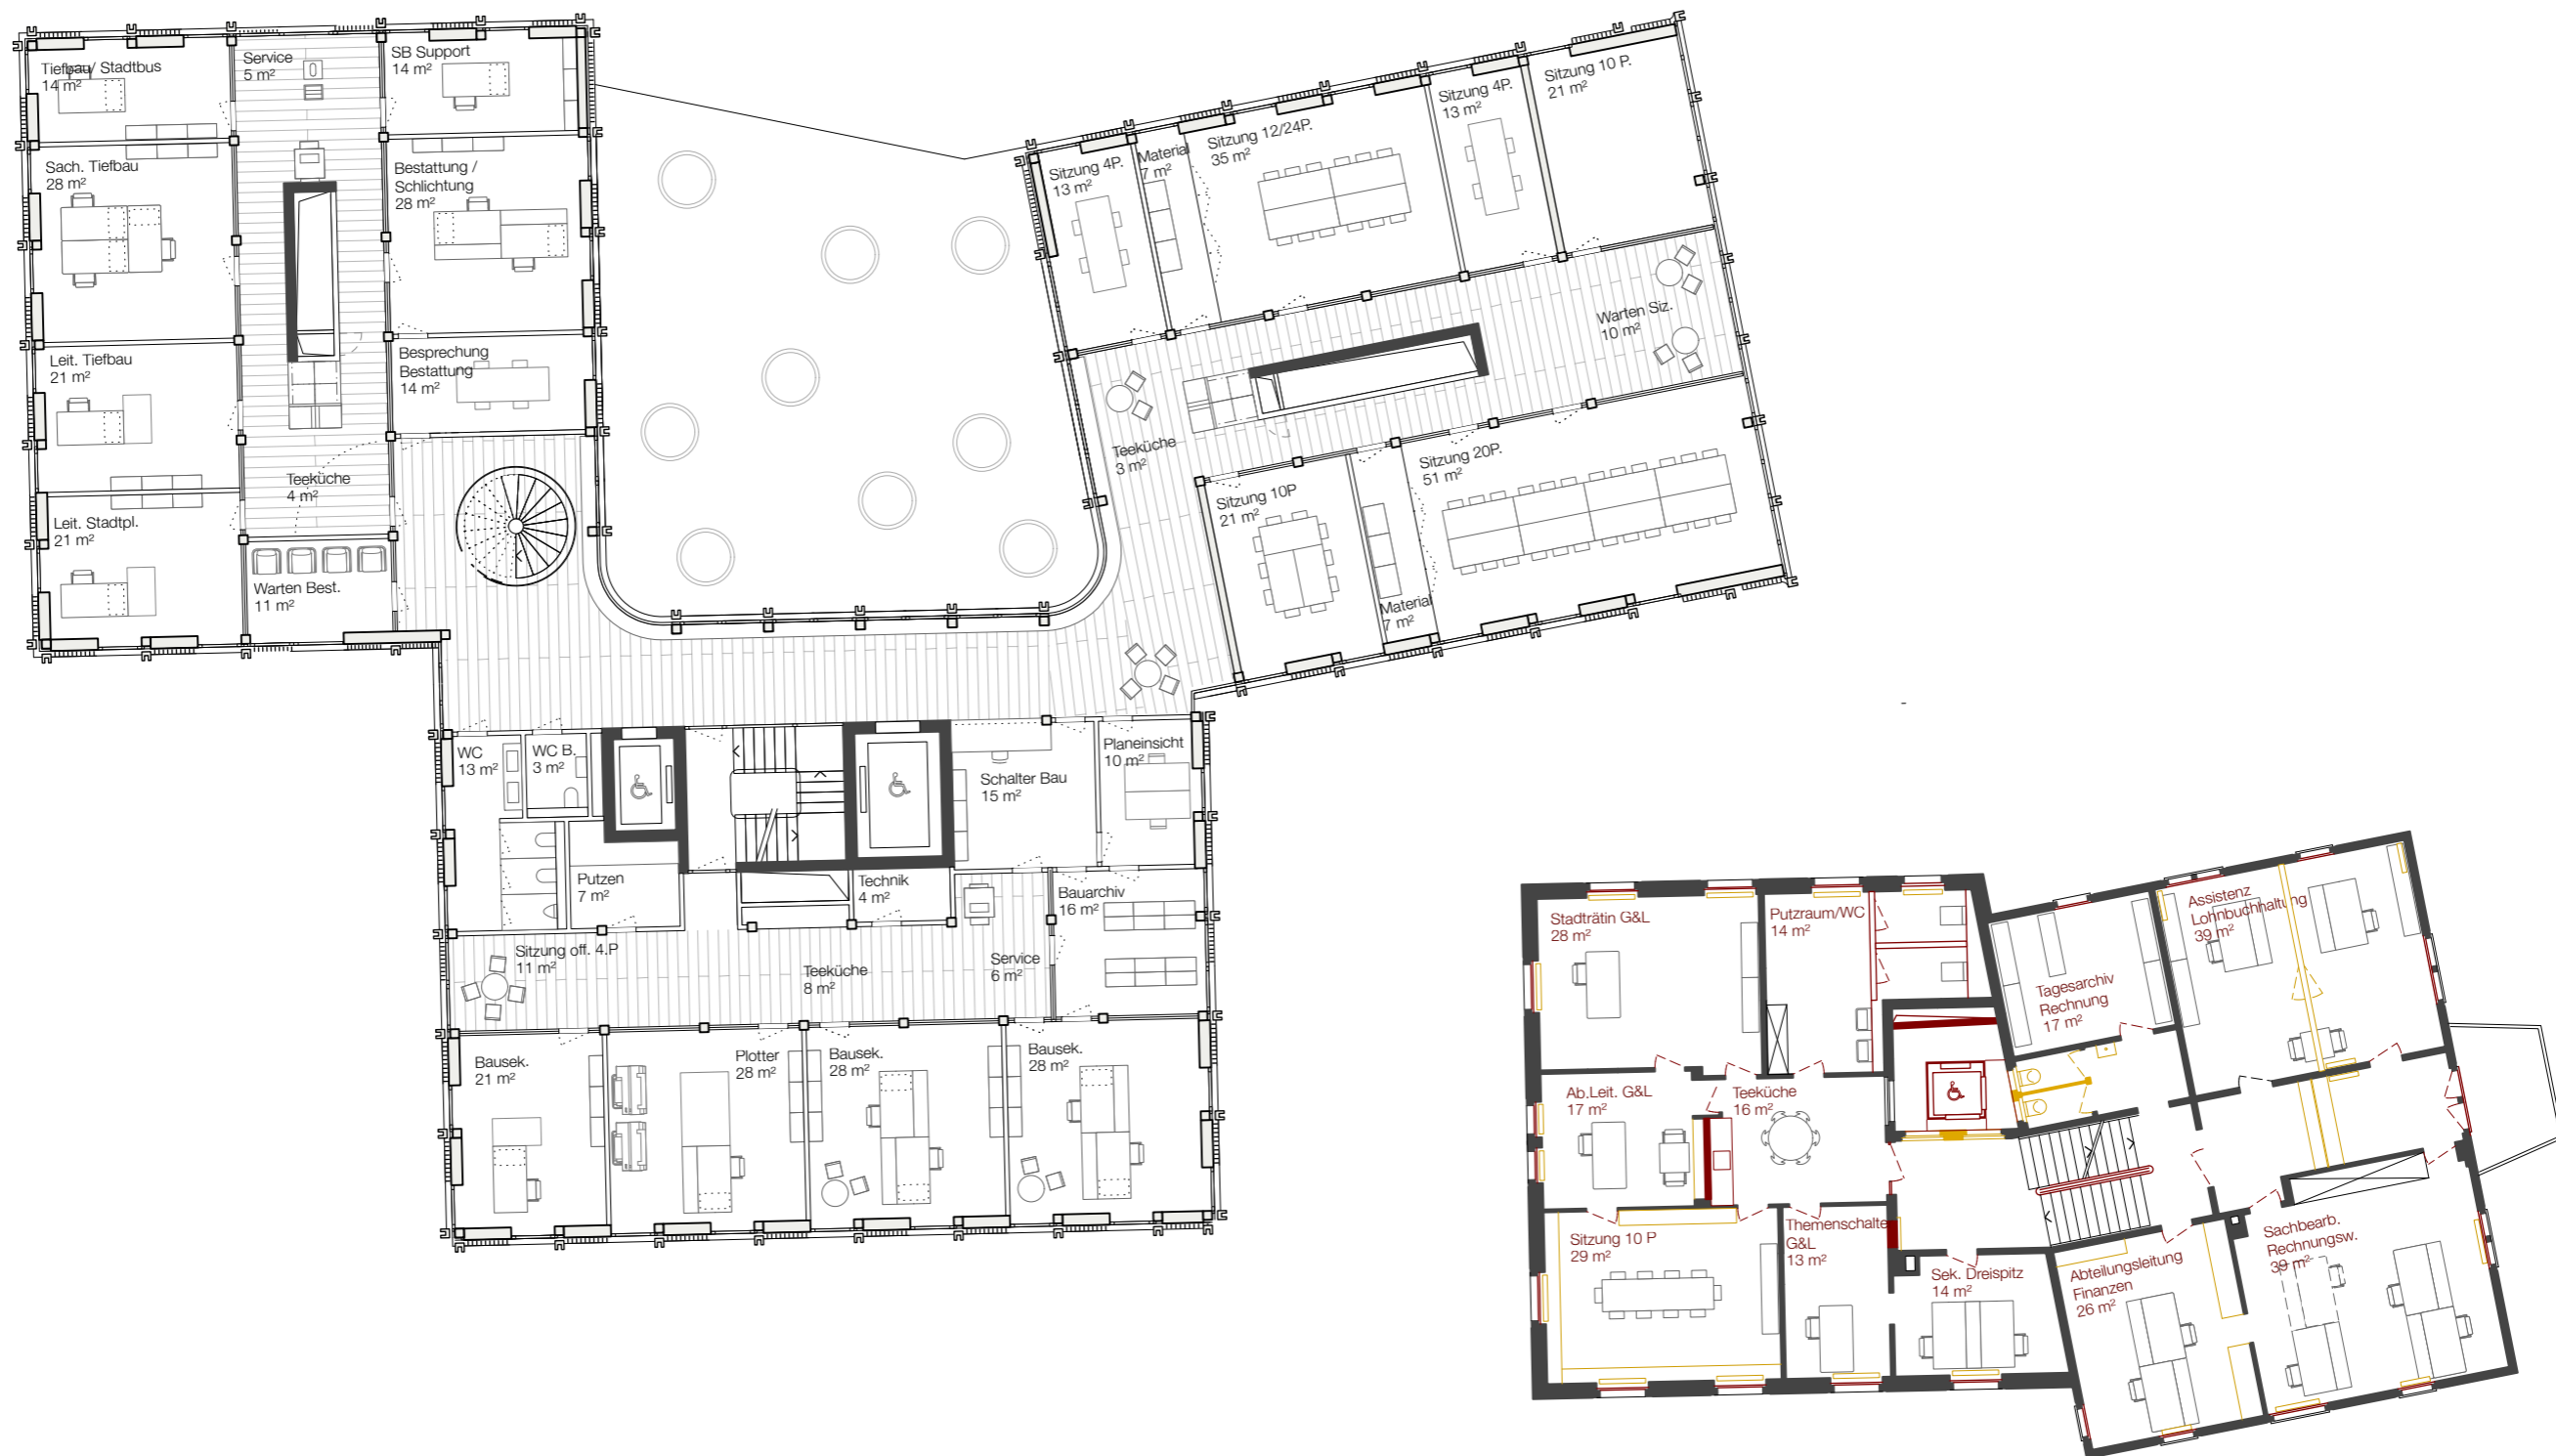 Tiefbau/ Stadtbus
14 m²
Service
5 m²
SB Support
14 m²
Sach. Tiefbau
28 m²
Bestattung /
Schlichtung
28 m²
Leit. Tiefbau
21 m²
Besprechung
Bestattung
14 m²
Teeküche
4 m²
Leit. Stadtpl.
21 m²
Warten Best.
11 m²
Sitzung 4P.
13 m²
Material
7 m²
Sitzung 12/24P.
35 m²
Sitzung 4P.
13 m²
Sitzung 10 P.
21 m²
Warten Siz.
10 m²
Teeküche
3 m²
Sitzung 10P
21 m²
Material
7 m²
Sitzung 20P.
51 m²
WC
13 m²
WC B.
3 m²
Schalter Bau
15 m²
Planeinsicht
10 m²
Putzen
7 m²
Technik
4 m²
Bauarchiv
16 m²
Sitzung off. 4.P
11 m²
Teeküche
8 m²
Service
6 m²
Bausek.
21 m²
Plotter
28 m²
Bausek.
28 m²
Bausek.
28 m²
Stadträtin G&L
28 m²
Putzraum/WC
14 m²
Tagesarchiv
Rechnung
17 m²
Assistenz
Lohnbuchhaltung
39 m²
Ab.Leit. G&L
17 m²
Teeküche
16 m²
Sitzung 10 P
29 m²
Themenschalte
G&L
13 m²
Sek. Dreispitz
14 m²
Abteilungsleitung
Finanzen
26 m²
Sachbearb.
Rechnungsw.
39 m²